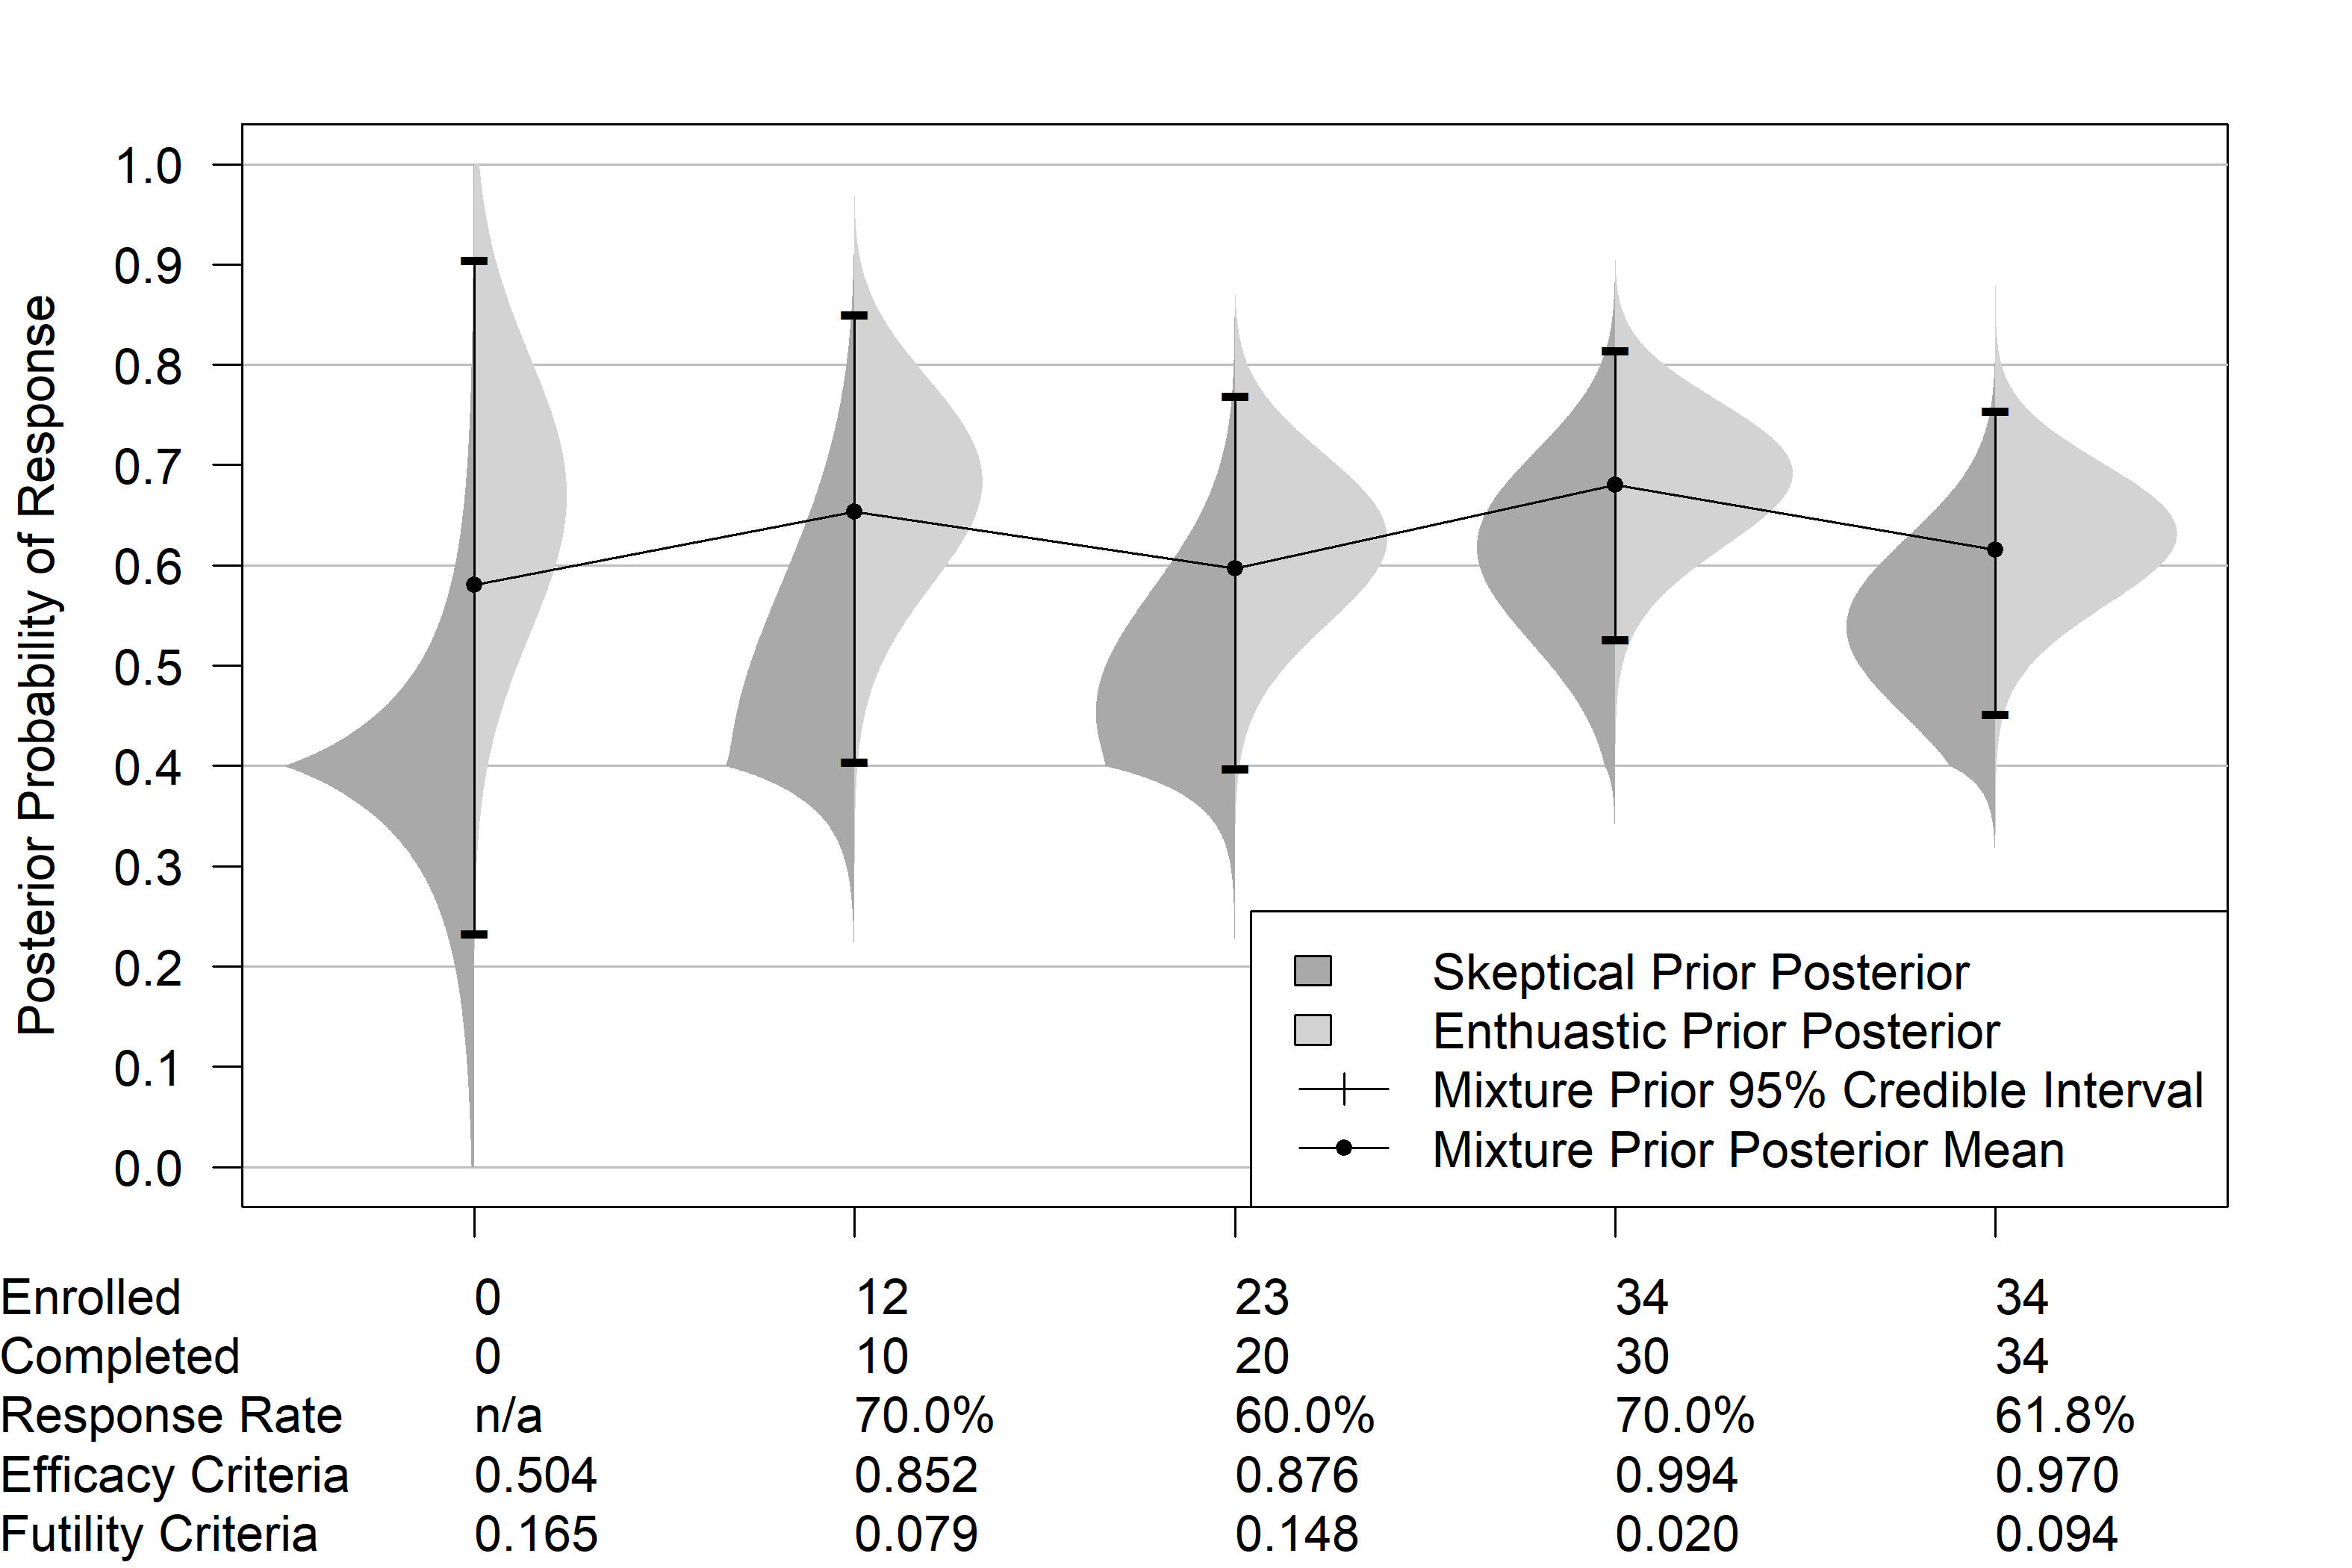 Posterior Probability of Response
1.0
0.9
0.8
0.7
0.6
0.5
0.4
0.3
0.2
0.1
0.0
Skeptical Prior Posterior
Enthuastic Prior Posterior
Mixture Prior 95% Credible Interval
Mixture Prior Posterior Mean
Enrolled 0 12 23 34 34
Completed 0 10 20 30 34
Response Rate n/a 70.0% 60.0% 70.0% 61.8%
Efficacy Criteria 0.504 0.852 0.876 0.994 0.970
Futility Criteria 0.165 0.079 0.148 0.020 0.094